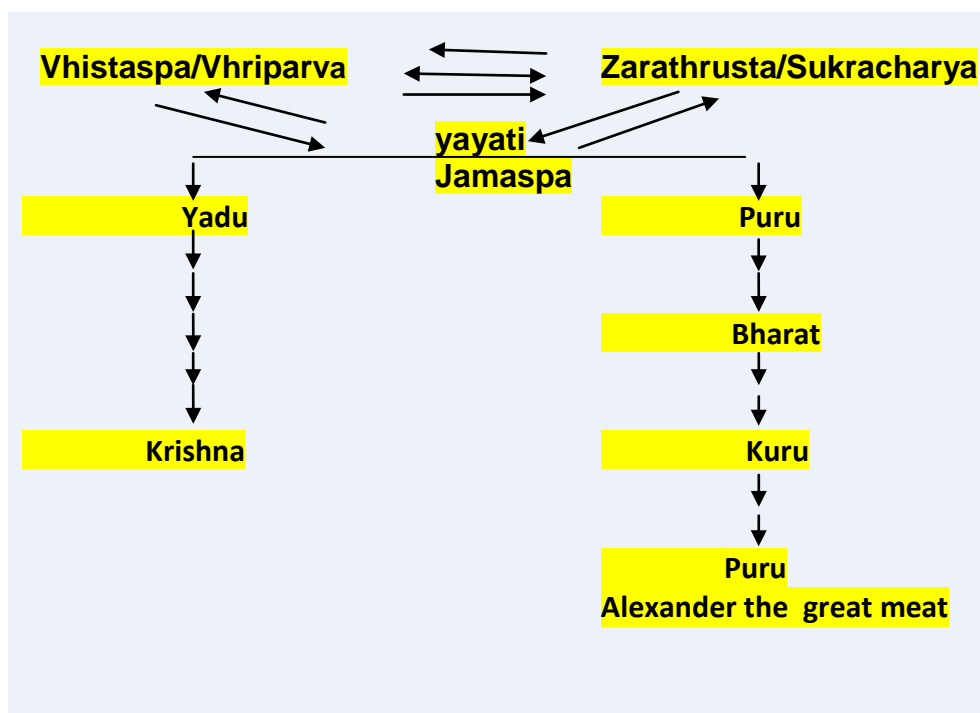 Vhistaspa/Vhriparva
Zarathrusta/Sukracharya
yayati
Jamaspa
Yadu
Puru
Bharat
Krishna
Kuru
Puru
Alexander the great meat